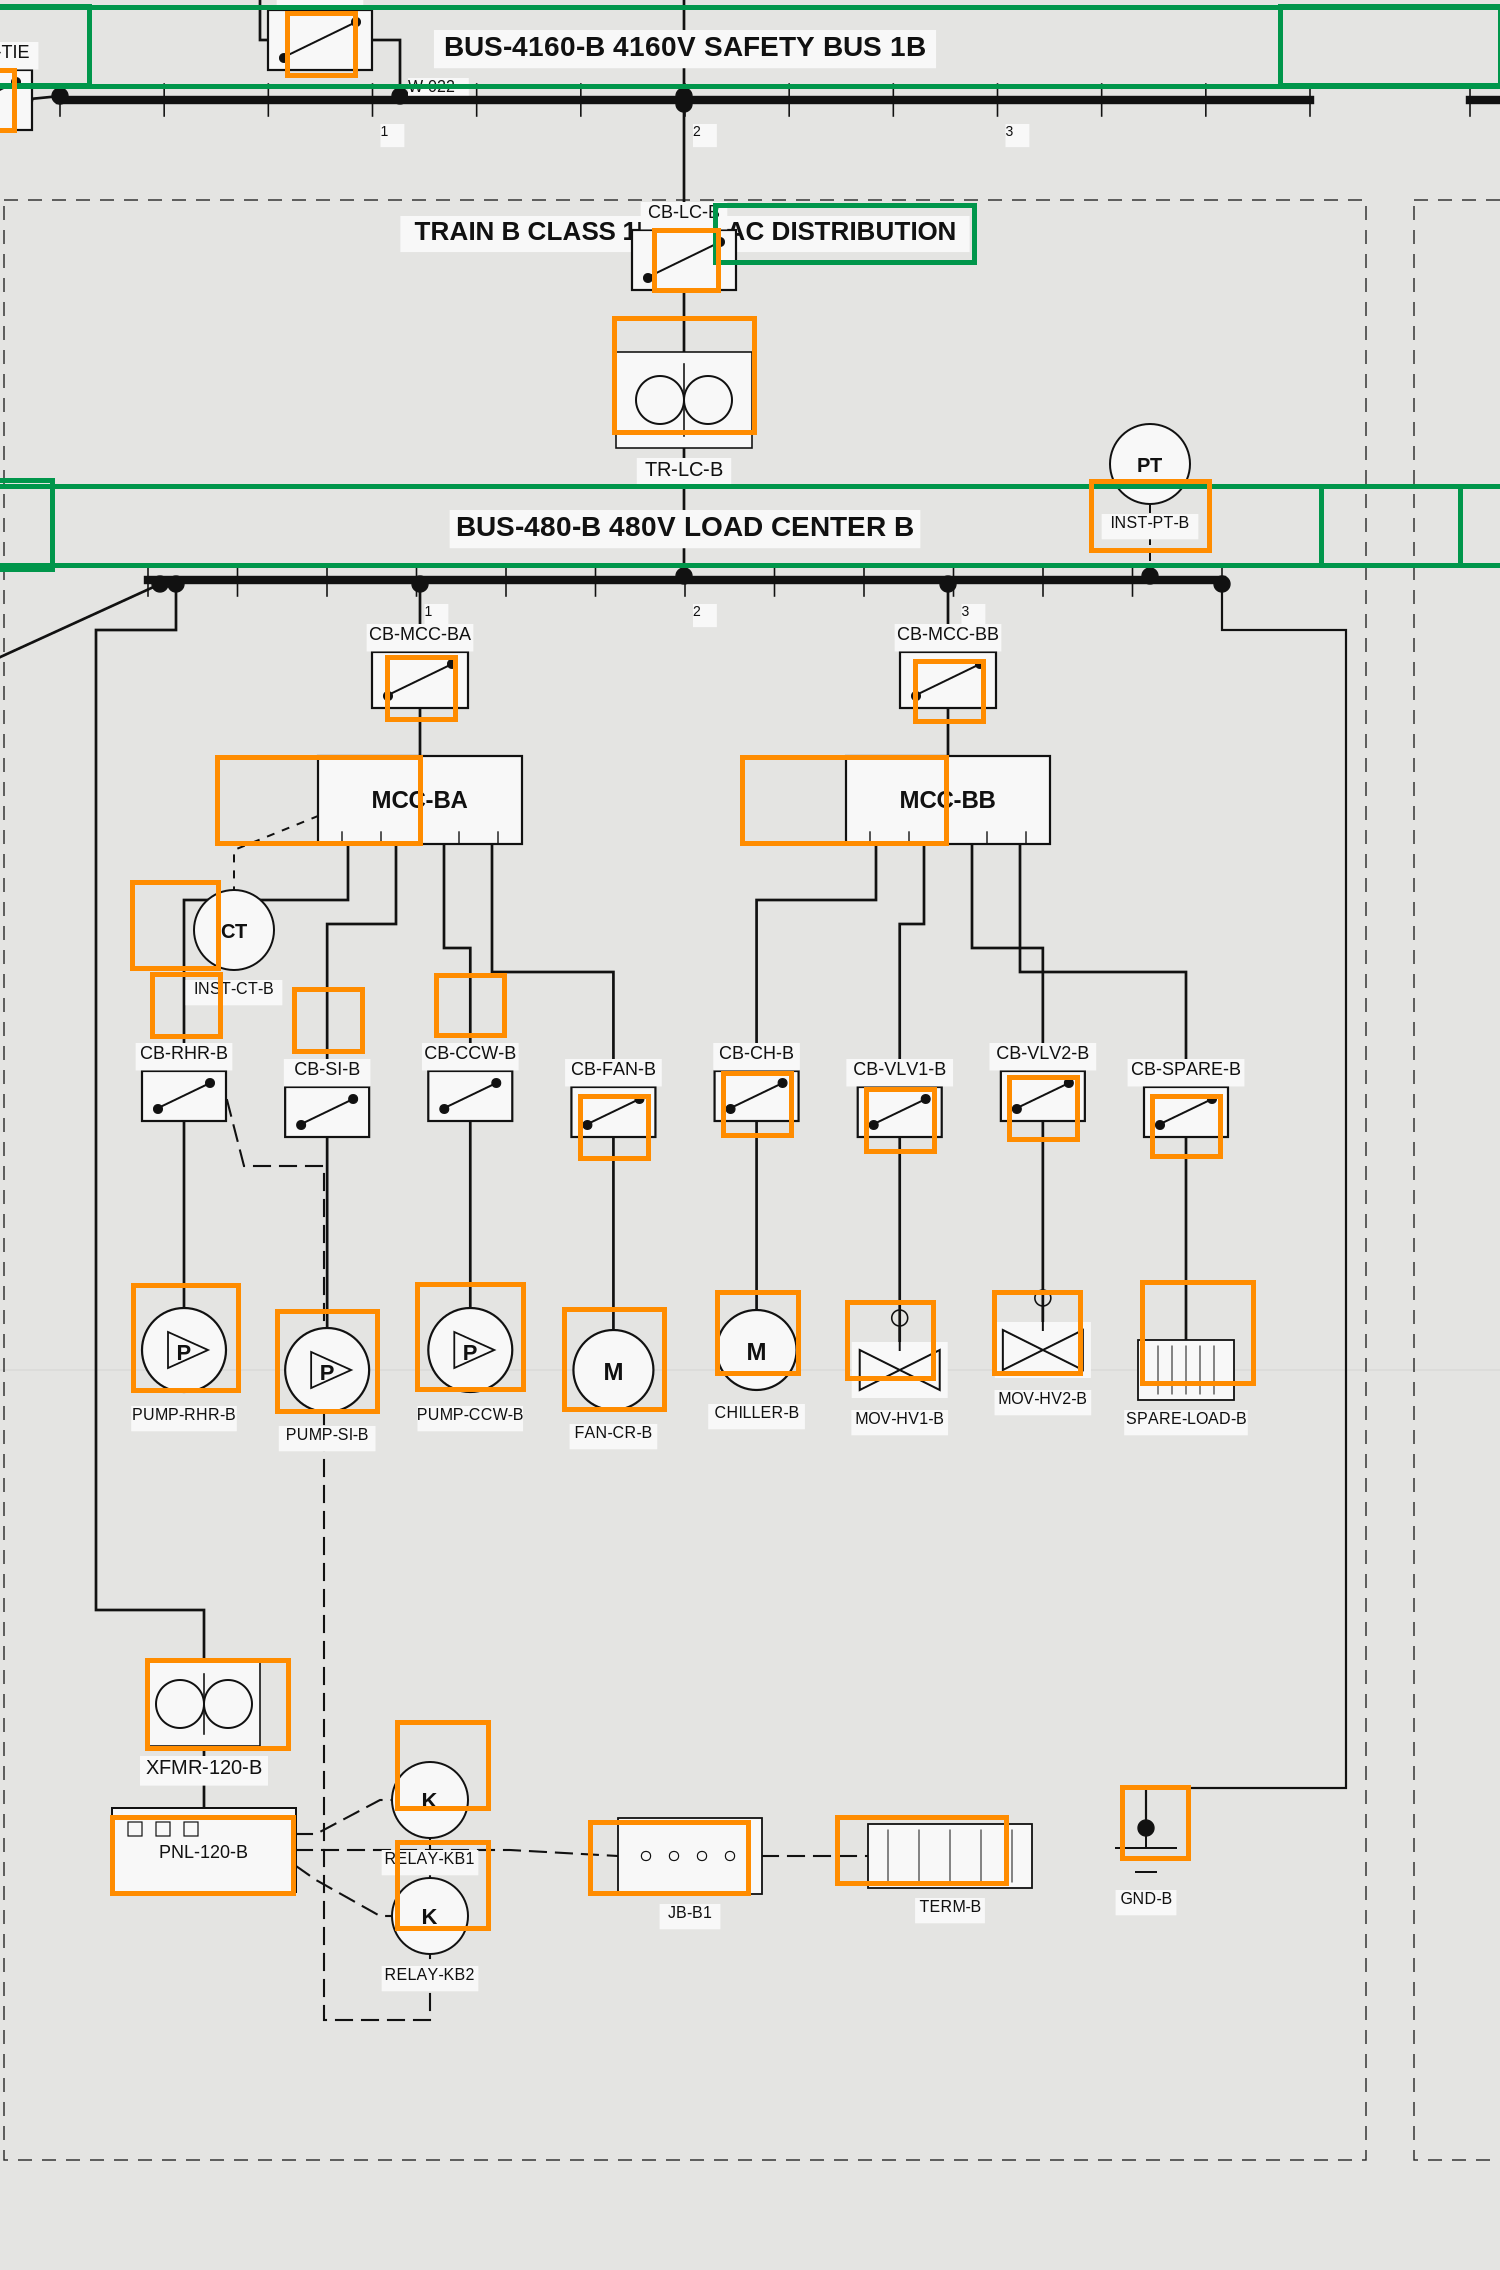 -TIE
BUS-4160-B 4160V SAFETY BUS 1B
W-022
1
2
3
CB-LC-B
TRAIN B CLASS 1 AC DISTRIBUTION
TR-LC-B
PT
INST-PT-B
BUS-480-B 480V LOAD CENTER B
1
2
3
CB-MCC-BA
CB-MCC-BB
MCC-BA
MCC-BB
CT
INST-CT-B
CB-RHR-B
CB-SI-B
CB-CCW-B
CB-FAN-B
CB-CH-B
CB-VLV1-B
CB-VLV2-B
CB-SPARE-B
P
P
P
M
M
PUMP-RHR-B
PUMP-SI-B
PUMP-CCW-B
FAN-CR-B
CHILLER-B
MOV-HV1-B
MOV-HV2-B
SPARE-LOAD-B
XFMR-120-B
PNL-120-B
K
RELAY-KB1
K
RELAY-KB2
JB-B1
TERM-B
GND-B